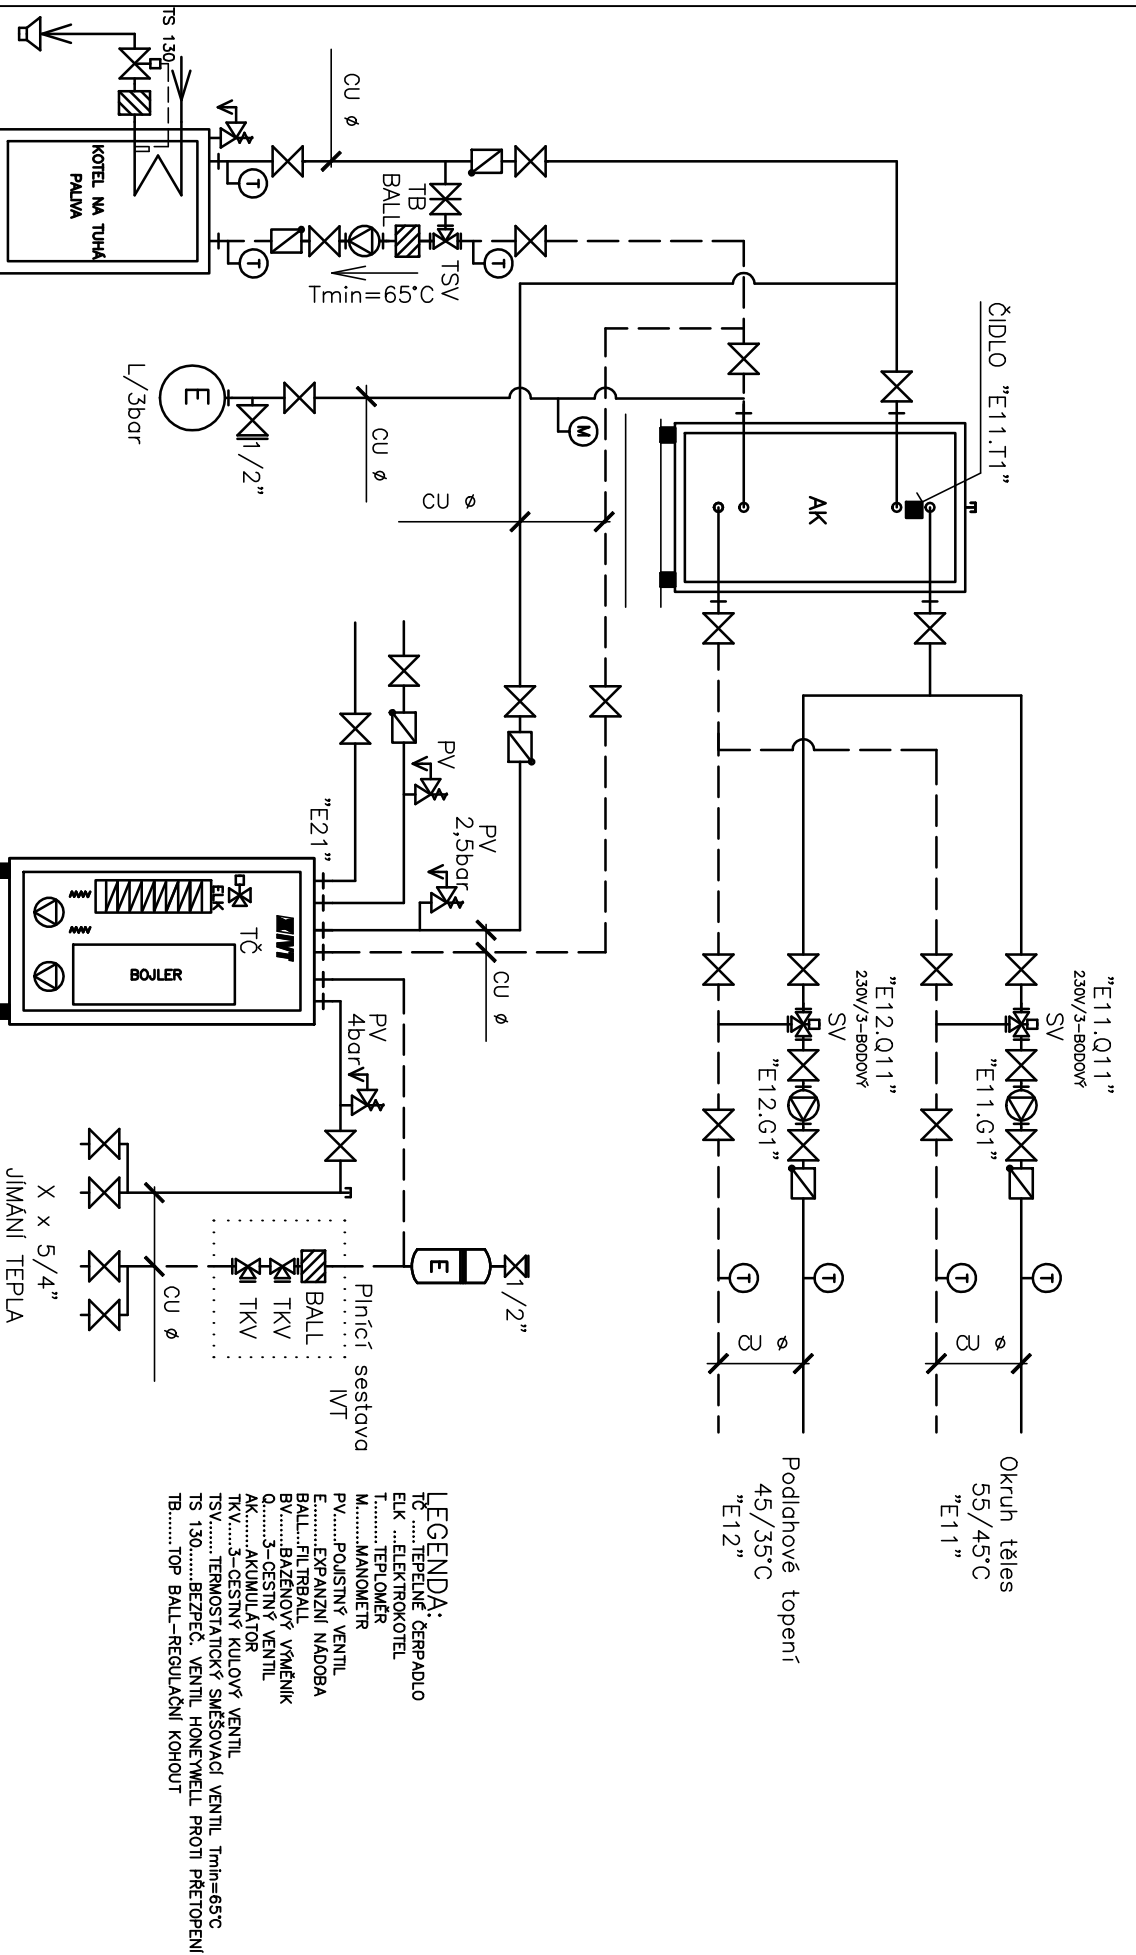 "E11.Q11"
230V/3-BODOVÝ
SV
"E11.G1"
"E12.Q11"
230V/3-BODOVÝ
SV
"E12.G1"
T
T
T
T
Ø
CU
Ø
Okruh těles
55/45°C
"E11"
Podlahové topení
45/35°C
"E12"
ČIDLO "E11.T1"
AK
T
TS 130
CU Ø
KOTEL NA TUHÁ
PALIVA
T
T
TB
BALL
TSV
T
Tmin=65°C
E
L/3bar
1/2"
CU Ø
M
CU Ø
PV
PV
2,5bar
"E21"
ELK
TČ
IVT
BOJLER
CU Ø
PV
4bar
E
1/2"
Plnící sestava
IVT
BALL
TKV
TKV
CU Ø
X x 5/4"
JÍMÁNÍ TEPLA
LEGENDA:
TČ .....TEPELNÉ ČERPADLO
ELK ...ELEKTROKOTEL
T........TEPLOMĚR
M.......MANOMETR
PV......POJISTNÝ VENTIL
E........EXPANZNÍ NÁDOBA
BALL...FILTRBALL
BV......BAZÉNOVÝ VÝMĚNÍK
Q.......3-CESTNÝ VENTIL
AK......AKUMULÁTOR
TKV....3-CESTNÝ KULOVÝ VENTIL
TSV.....TERMOSTATICKÝ SMĚŠOVACÍ VENTIL Tmin=65°C
TS 130......BEZPEČ. VENTIL HONEYWELL PROTI PŘETOPENÍ
TB.......TOP BALL-REGULAČNÍ KOHOUT